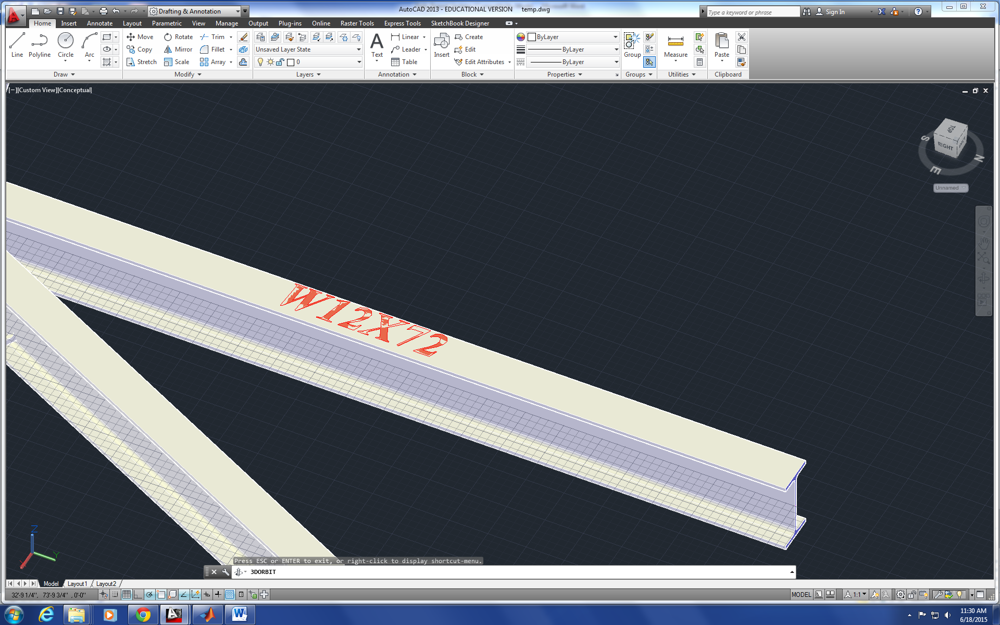 Drafting & Annotation
AutoCAD 2013 - EDUCATIONAL VERSION temp.dwg
Type a keyword or phrase
Sign In
Home Insert Annotate Layout Parametric View Manage Output Plug-ins Online Raster Tools Express Tools SketchBook Designer
Line Polyline Circle Arc
Move Rotate Trim
Copy Mirror Fillet
Stretch Scale Array
Unsaved Layer State
0
Text
Linear
Leader
Table
Insert
Create
Edit
Edit Attributes
ByLayer
ByLayer
ByLayer
Group
Measure
Paste
Draw Modify Layers Annotation Block Properties Groups Utilities Clipboard
[−][Custom View][Conceptual]
TOP
RIGHT
S
N
E
Unnamed
W12X72
Z
Y
X
Press ESC or ENTER to exit, or right-click to display shortcut-menu.
3DORBIT
Model Layout1 Layout2
32'-9 1/4", 73'-9 3/4" , 0'-0"
MODEL
1:1
11:30 AM
6/18/2015